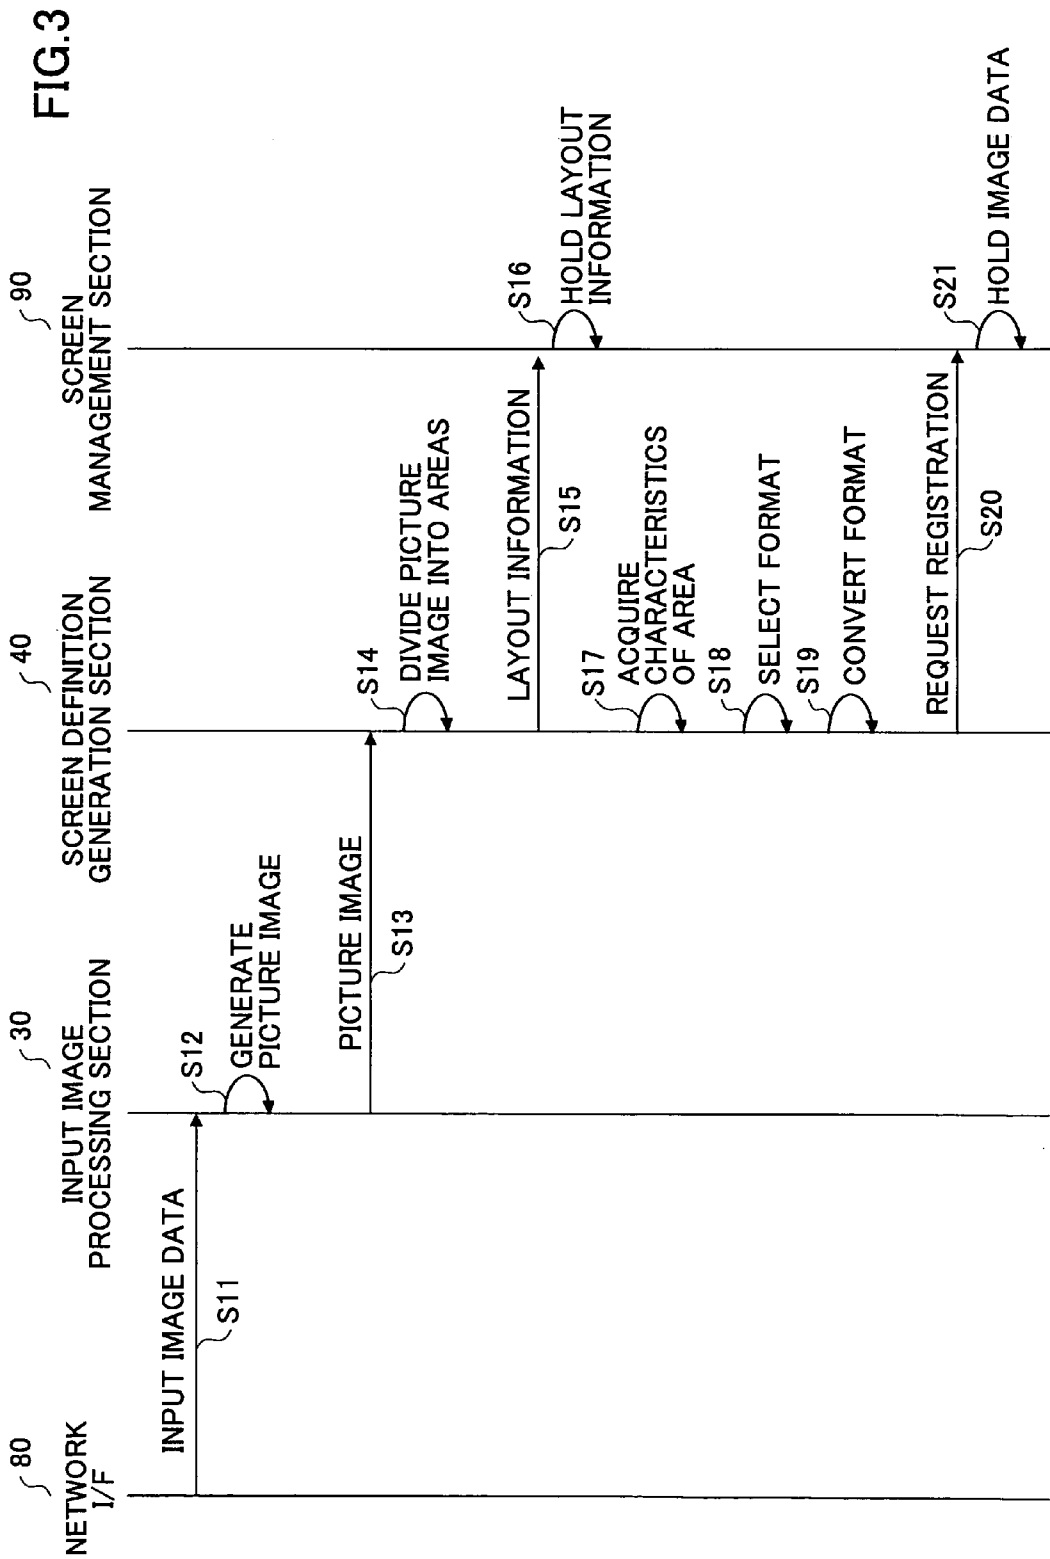 FIG.3
80
NETWORK
I/F
30
INPUT IMAGE
PROCESSING SECTION
40
SCREEN DEFINITION
GENERATION SECTION
90
SCREEN
MANAGEMENT SECTION
INPUT IMAGE DATA
S11
S12
GENERATE
PICTURE IMAGE
PICTURE IMAGE
S13
S14
DIVIDE PICTURE
IMAGE INTO AREAS
LAYOUT INFORMATION
S15
S16
HOLD LAYOUT
INFORMATION
S17
ACQUIRE
CHARACTERISTICS
OF AREA
S18
SELECT FORMAT
S19
CONVERT FORMAT
REQUEST REGISTRATION
S20
S21
HOLD IMAGE DATA